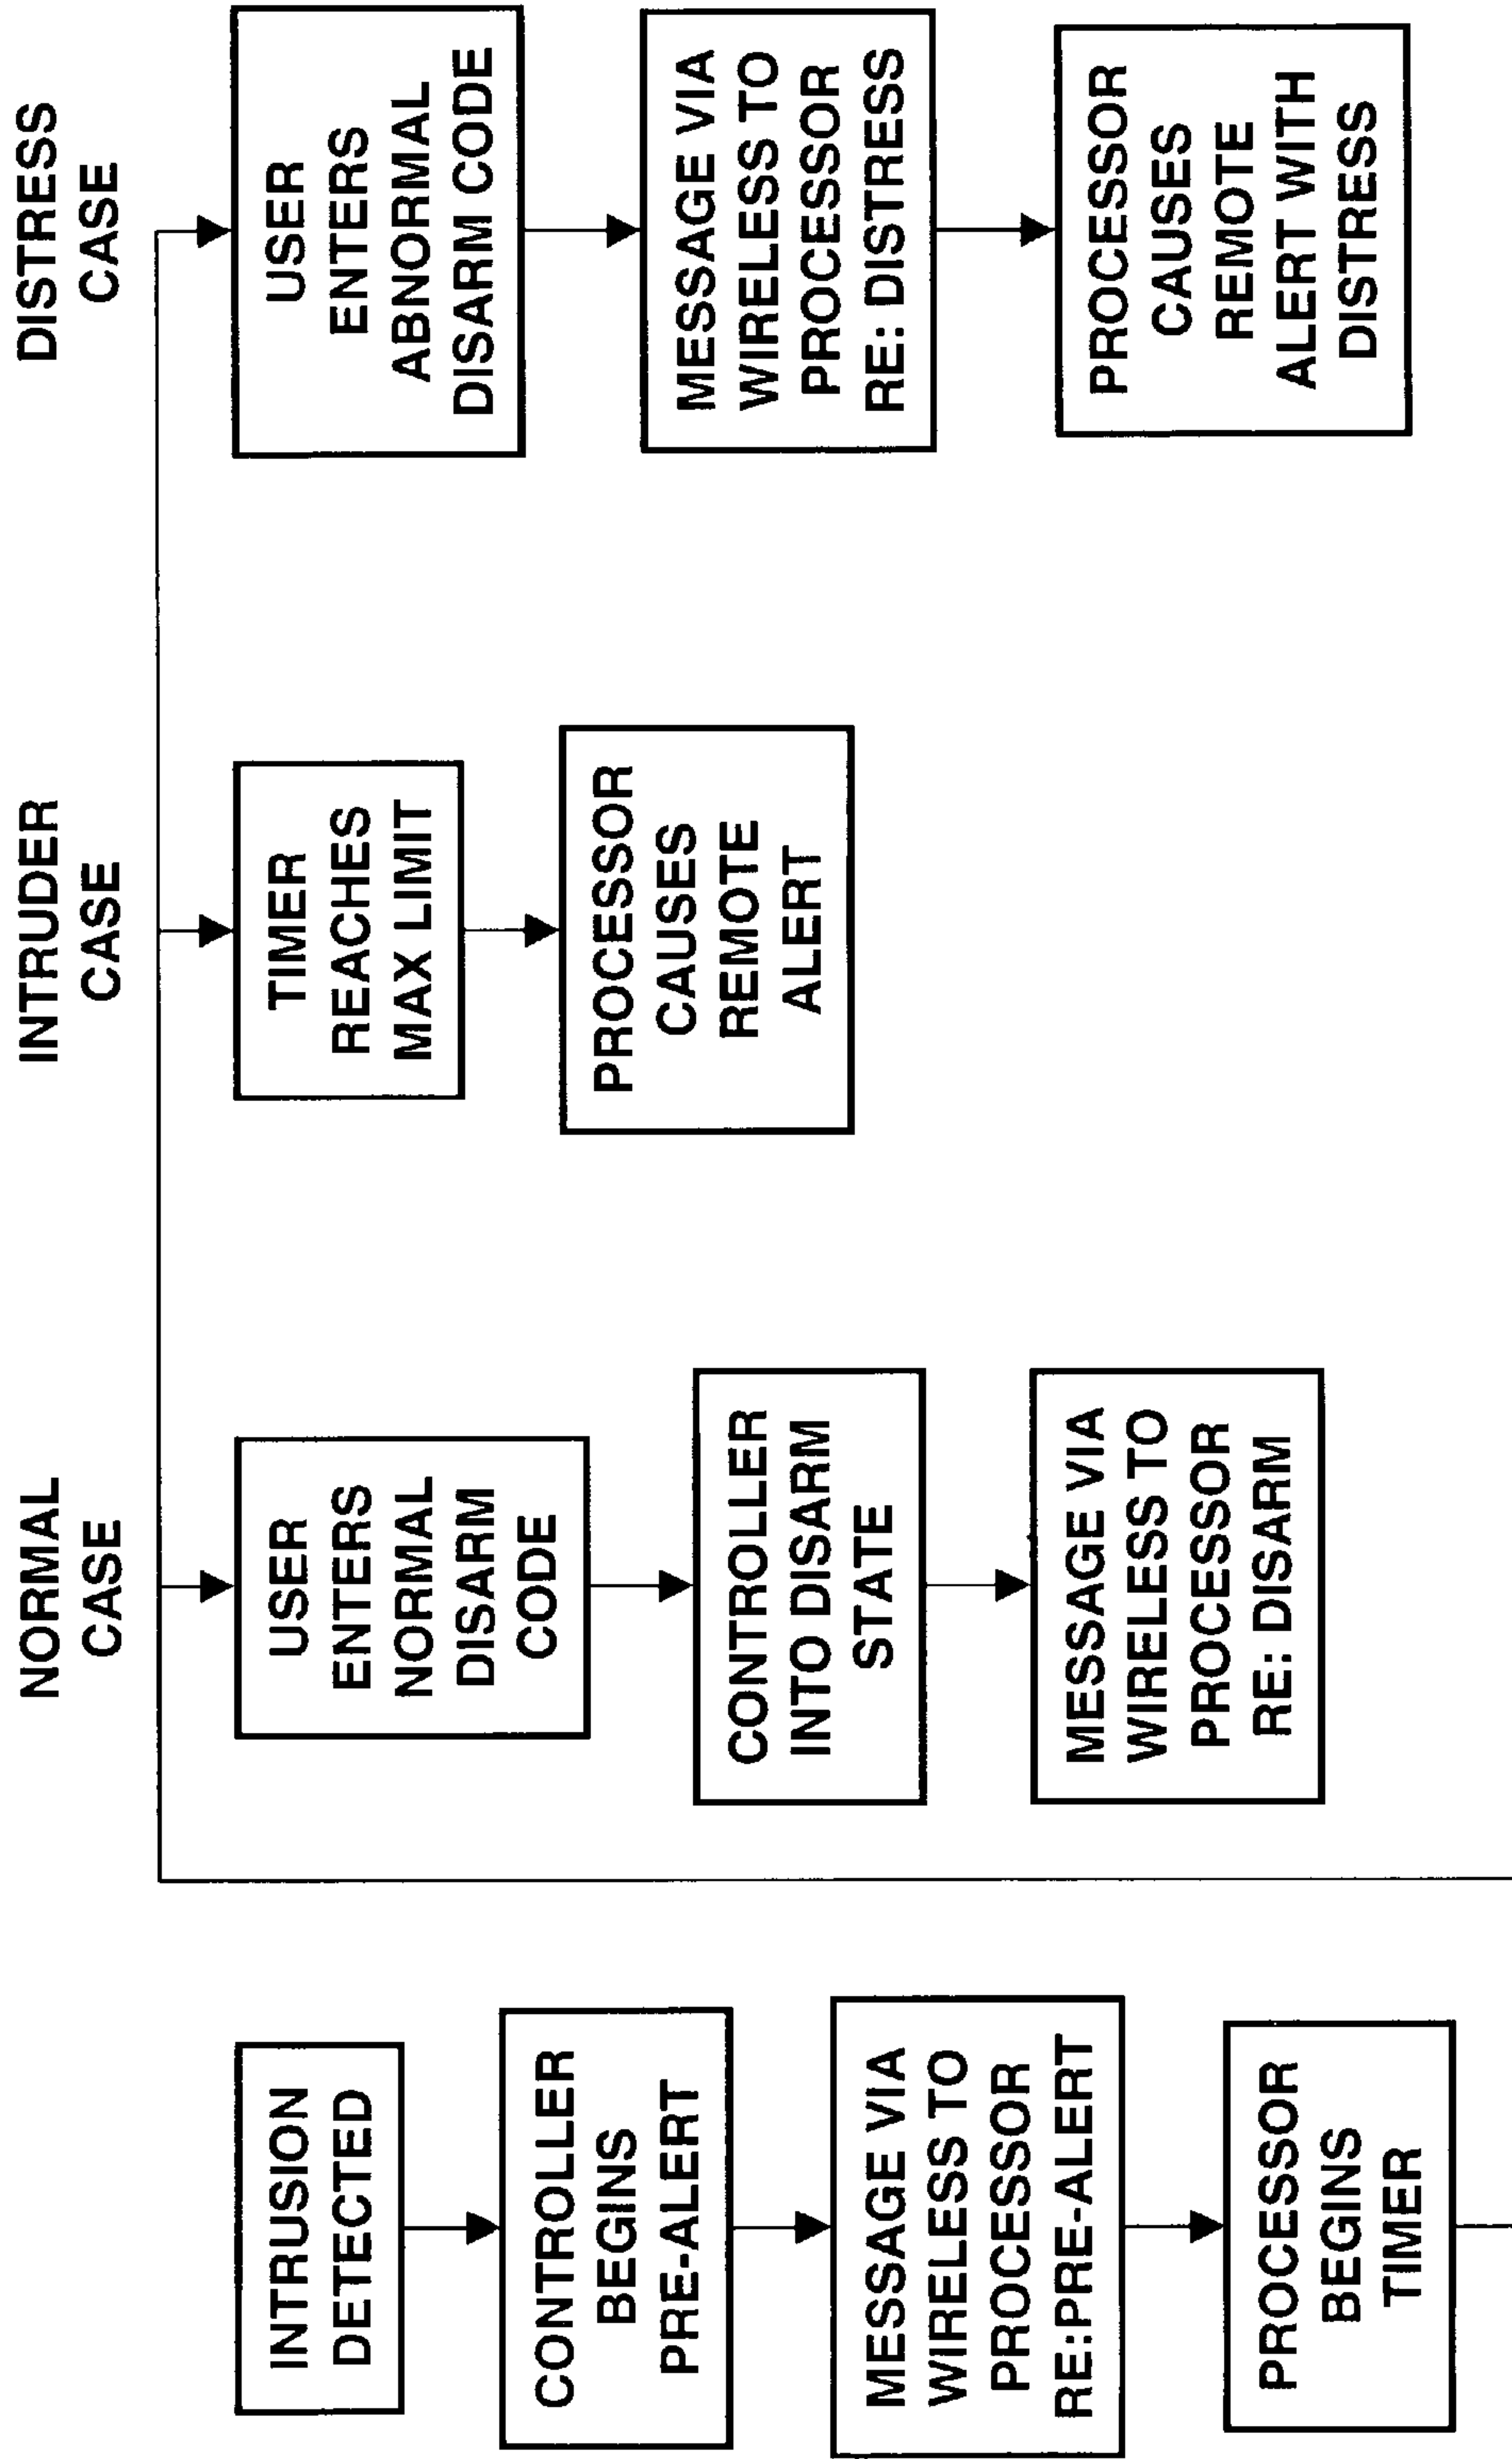 INTRUSION
DETECTED
CONTROLLER
BEGINS
PRE-ALERT
MESSAGE VIA
WIRELESS TO
PROCESSOR
RE:PRE-ALERT
PROCESSOR
BEGINS
TIMER
NORMAL
CASE
USER
ENTERS
NORMAL
DISARM
CODE
CONTROLLER
INTO DISARM
STATE
MESSAGE VIA
WIRELESS TO
PROCESSOR
RE: DISARM
INTRUDER
CASE
TIMER
REACHES
MAX LIMIT
PROCESSOR
CAUSES
REMOTE
ALERT
DISTRESS
CASE
USER
ENTERS
ABNORMAL
DISARM CODE
MESSAGE VIA
WIRELESS TO
PROCESSOR
RE: DISTRESS
PROCESSOR
CAUSES
REMOTE
ALERT WITH
DISTRESS